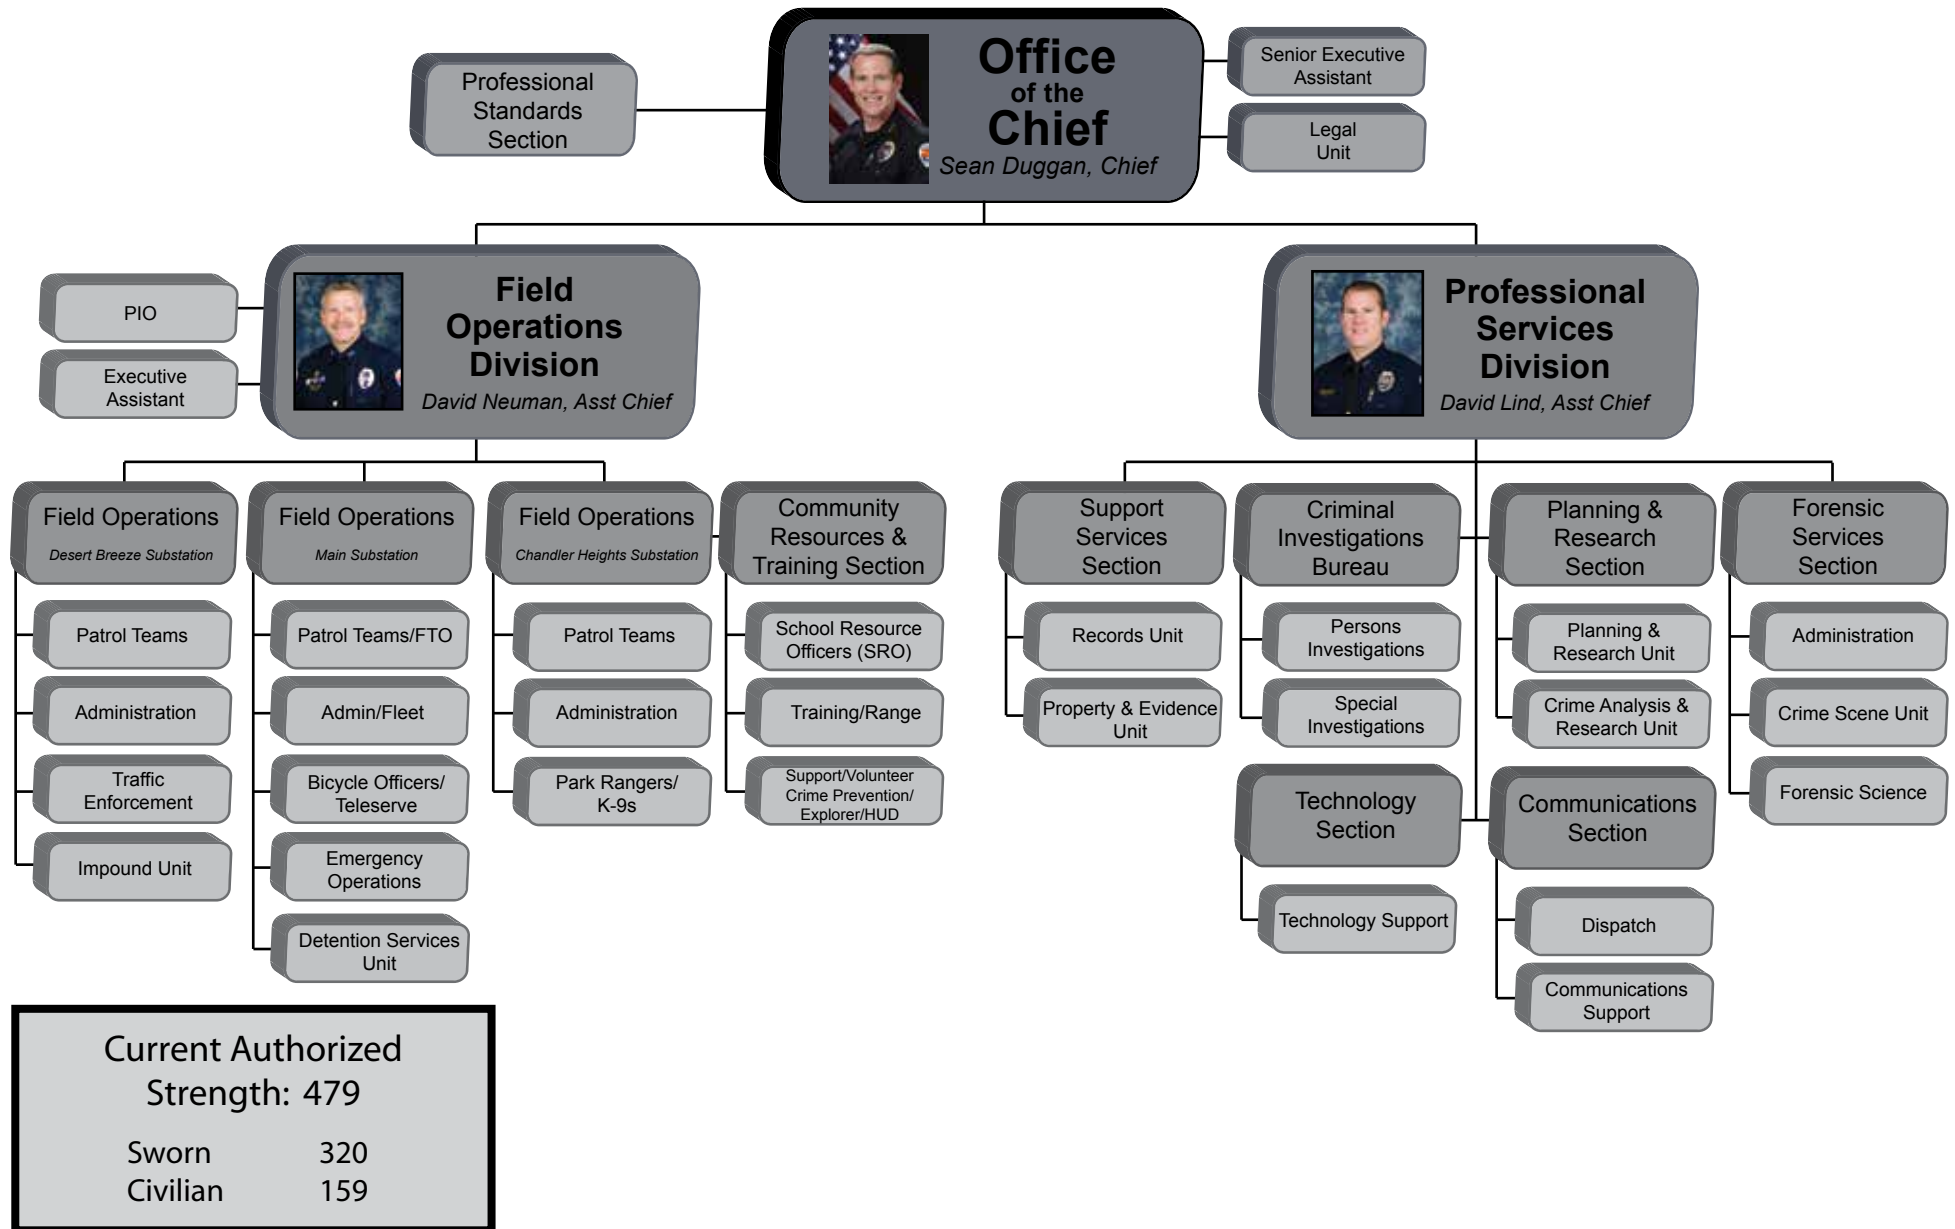 Office
of the
Chief
Sean Duggan, Chief
Professional
Standards
Section
Senior Executive
Assistant
Legal
Unit
Field
Operations
Division
David Neuman, Asst Chief
PIO
Executive
Assistant
Professional
Services
Division
David Lind, Asst Chief
Field Operations
Desert Breeze Substation
Patrol Teams
Administration
Traffic
Enforcement
Impound Unit
Field Operations
Main Substation
Patrol Teams/FTO
Admin/Fleet
Bicycle Officers/
Teleserve
Emergency
Operations
Detention Services
Unit
Field Operations
Chandler Heights Substation
Patrol Teams
Administration
Park Rangers/
K-9s
Community
Resources &
Training Section
School Resource
Officers (SRO)
Training/Range
Support/Volunteer
Crime Prevention/
Explorer/HUD
Support
Services
Section
Records Unit
Property & Evidence
Unit
Criminal
Investigations
Bureau
Persons
Investigations
Special
Investigations
Planning &
Research
Section
Planning &
Research Unit
Crime Analysis &
Research Unit
Forensic
Services
Section
Administration
Crime Scene Unit
Forensic Science
Technology
Section
Technology Support
Communications
Section
Dispatch
Communications
Support
Current Authorized
Strength: 479
Sworn 320
Civilian 159